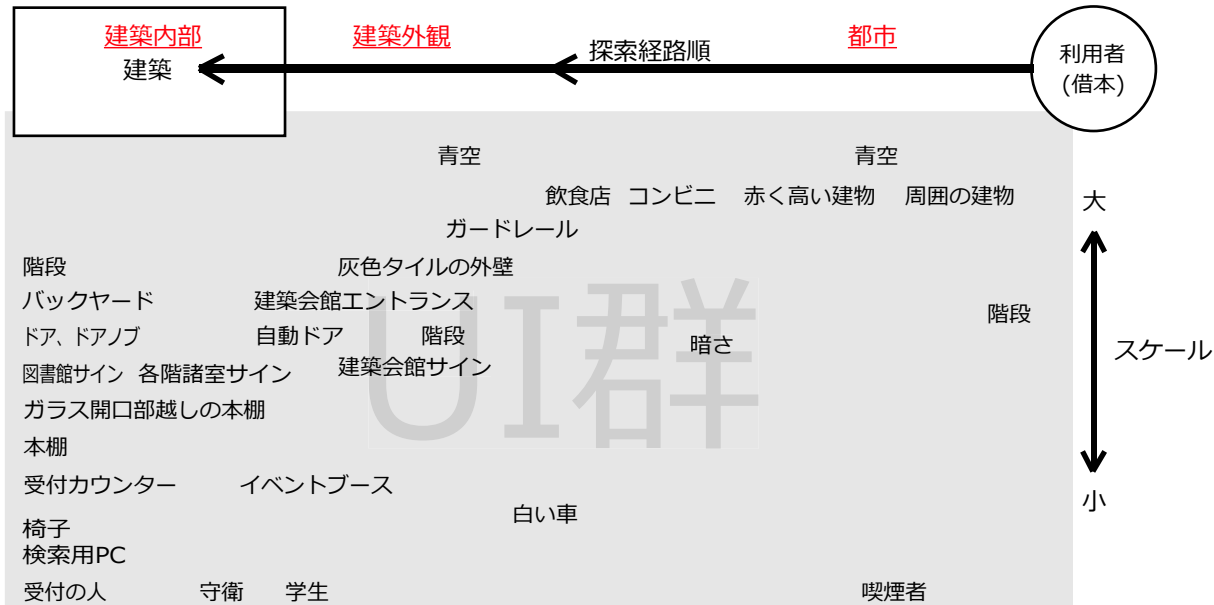 建築内部 建築外観 都市
建築 探索経路順 利用者
(借本)
青空 青空
飲食店 コンビニ 赤く高い建物 周囲の建物 大
ガードレール
階段 灰色タイルの外壁
バックヤード 建築会館エントランス 階段
ドア、ドアノブ 自動ドア 階段 暗さ スケール
図書館サイン 各階諸室サイン 建築会館サイン
UI群
ガラス開口部越しの本棚
本棚
受付カウンター イベントブース 小
白い車
椅子
検索用PC
受付の人 守衛 学生 喫煙者